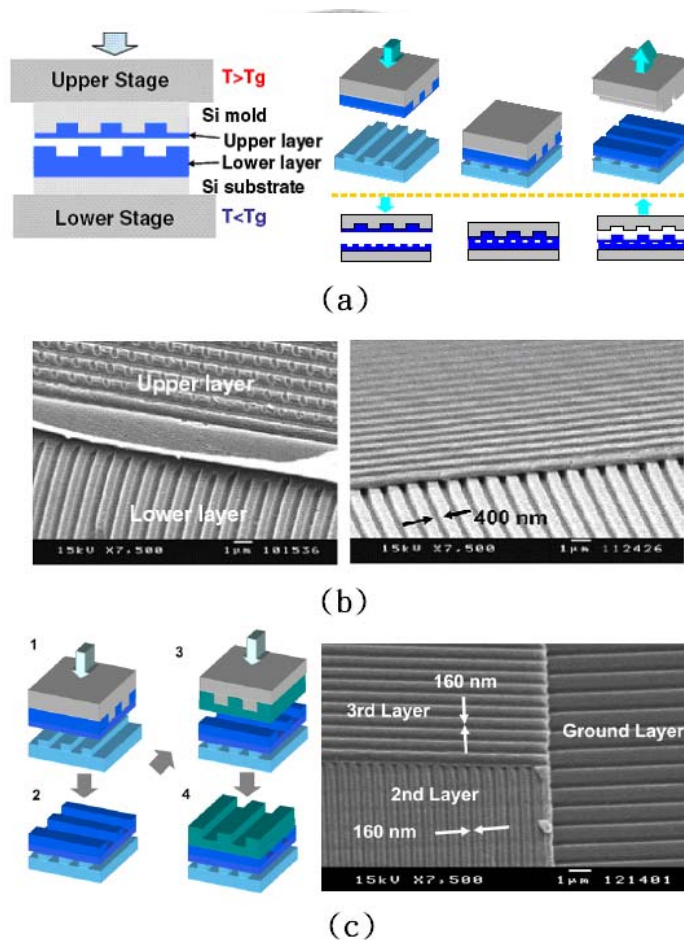 Upper Stage
T>Tg
Si mold
Upper layer
Lower layer
Si substrate
Lower Stage
T<Tg
(a)
Upper layer
Lower layer
15kV X7,500 1μm 101536
400 nm
15kV X7,500 1μm 112426
(b)
1
3
2
4
160 nm
3rd Layer
Ground Layer
2nd Layer
160 nm
15kV X7,500 1μm 121401
(c)